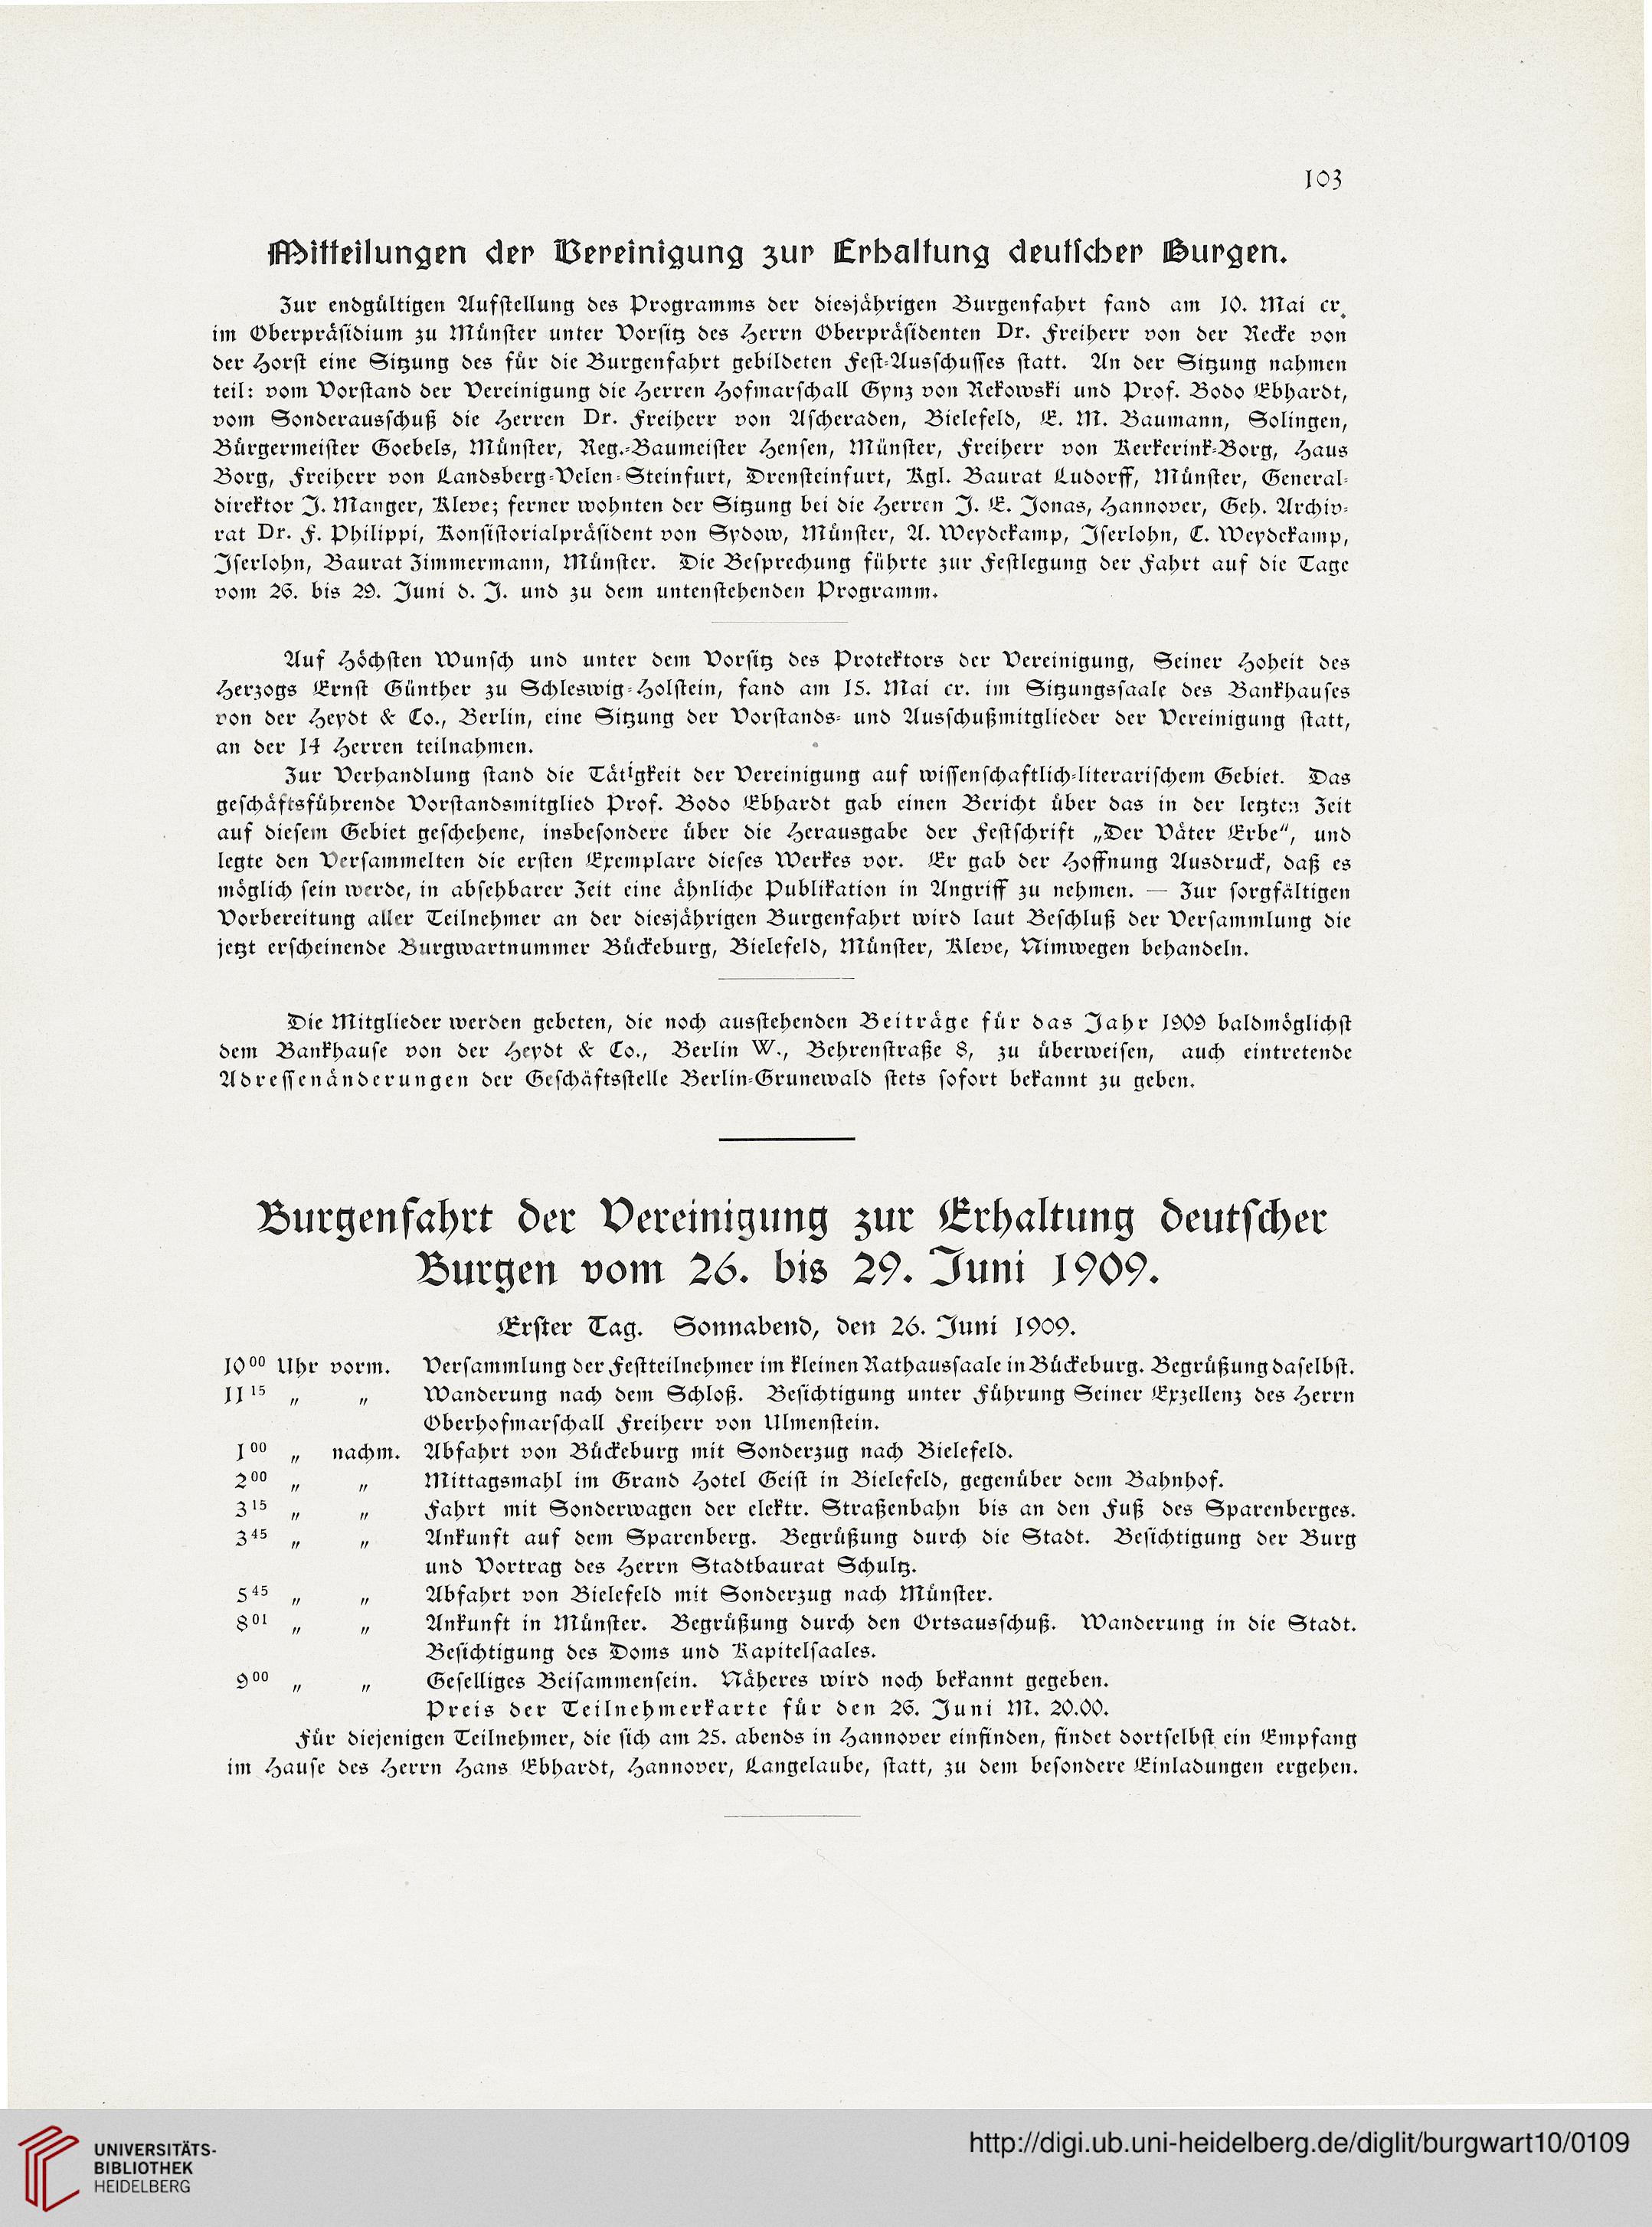 103
Mitteilungen der Vereinigung zur Erhaltung deutscher Burgen.
Zur endgültigen Aufstellung des Programms der diesjährigen Burgenfahrt fand am 10. Mai cr.
im Oberpräsidium zu Münster unter Vorsitz des Herrn Oberpräsidenten Dr. Freiherr von der Recke von
der Horst eine Sitzung des für die Burgenfahrt gebildeten Fest-Ausschusses statt. An der Sitzung nahmen
teil: vom Vorstand der Vereinigung die Herren Hofmarschall Gynz von Rekowski und Prof. Bodo Ebhardt,
vom Sonderausschuß die Herren Dr. Freiherr von Ascheraden, Bielefeld, E. M. Baumann, Solingen,
Bürgermeister Goebels, Münster, Reg.-Baumeister Hensen, Münster, Freiherr von Kerkerink-Borg, Haus
Borg, Freiherr von Landsberg-Velen-Steinfurt, Drensteinfurt, Kgl. Baurat Ludorff, Münster, General-
direktor J. Manger, Kleve; ferner wohnten der Sitzung bei die Herren J. E. Jonas, Hannover, Geh. Archiv-
rat Dr. F. Philippi, Konsistorialpräsident von Sydow, Münster, A. Weydekamp, Iserlohn, C. Weydekamp,
Iserlohn, Baurat Zimmermann, Münster. Die Besprechung führte zur Festlegung der Fahrt auf die Tage
vom 26. bis 29. Juni d. J. und zu dem untenstehenden Programm.
Auf Höchsten Wunsch und unter dem Vorsitz des Protektors der Vereinigung, Seiner Hoheit des
Herzogs Ernst Günther zu Schleswig-Holstein, fand am 15. Mai cr. im Sitzungssaale des Bankhauses
von der Heydt & Co., Berlin, eine Sitzung der Vorstands- und Ausschußmitglieder der Vereinigung statt,
an der 14 Herren teilnahmen.
Zur Verhandlung stand die Tätigkeit der Vereinigung auf wissenschaftlich-literarischem Gebiet. Das
geschäftsführende Vorstandsmitglied Prof. Bodo Ebhardt gab einen Bericht über das in der letzten Zeit
auf diesem Gebiet geschehene, insbesondere über die Herausgabe der Festschrift „Der Väter Erbe“, und
legte den Versammelten die ersten Exemplare dieses Werkes vor. Er gab der Hoffnung Ausdruck, daß es
möglich sein werde, in absehbarer Zeit eine ähnliche Publikation in Angriff zu nehmen. — Zur sorgfältigen
Vorbereitung aller Teilnehmer an der diesjährigen Burgenfahrt wird laut Beschluß der Versammlung die
jetzt erscheinende Burgwartnummer Bückeburg, Bielefeld, Münster, Kleve, Nimwegen behandeln.
Die Mitglieder werden gebeten, die noch ausstehenden Beiträge für das Jahr 1909 baldmöglichst
dem Bankhause von der Heydt & Co., Berlin W., Behrenstraße 8, zu überweisen, auch eintretende
Adressenänderungen der Geschäftsstelle Berlin-Grunewald stets sofort bekannt zu geben.
Burgenfahrt der Vereinigung zur Erhaltung deutscher
Burgen vom 26. bis 29. Juni 1909.
Erster Tag. Sonnabend, den 26. Juni 1909.
10⁰⁰ Uhr vorm. Versammlung der Festteilnehmer im kleinen Rathaussaale in Bückeburg. Begrüßung daselbst.
11¹⁵ „ „ Wanderung nach dem Schloß. Besichtigung unter Führung Seiner Exzellenz des Herrn
Oberhofmarschall Freiherr von Ulmenstein.
1⁰⁰ „ nachm. Abfahrt von Bückeburg mit Sonderzug nach Bielefeld.
2⁰⁰ „ „ Mittagsmahl im Grand Hotel Geist in Bielefeld, gegenüber dem Bahnhof.
3¹⁵ „ „ Fahrt mit Sonderwagen der elektr. Straßenbahn bis an den Fuß des Sparenberges.
3⁴⁵ „ „ Ankunft auf dem Sparenberg. Begrüßung durch die Stadt. Besichtigung der Burg
und Vortrag des Herrn Stadtbaurat Schultz.
5⁴⁵ „ „ Abfahrt von Bielefeld mit Sonderzug nach Münster.
8⁰¹ „ „ Ankunft in Münster. Begrüßung durch den Ortsausschuß. Wanderung in die Stadt.
Besichtigung des Doms und Kapitelsaales.
9⁰⁰ „ „ Geselliges Beisammensein. Näheres wird noch bekannt gegeben.
Preis der Teilnehmerkarte für den 26. Juni M. 20.00.
Für diejenigen Teilnehmer, die sich am 25. abends in Hannover einfinden, findet dortselbst ein Empfang
im Hause des Herrn Hans Ebhardt, Hannover, Langelaube, statt, zu dem besondere Einladungen ergehen.
UNIVERSITÄTS-
BIBLIOTHEK
HEIDELBERG
http://digi.ub.uni-heidelberg.de/diglit/burgwart10/0109